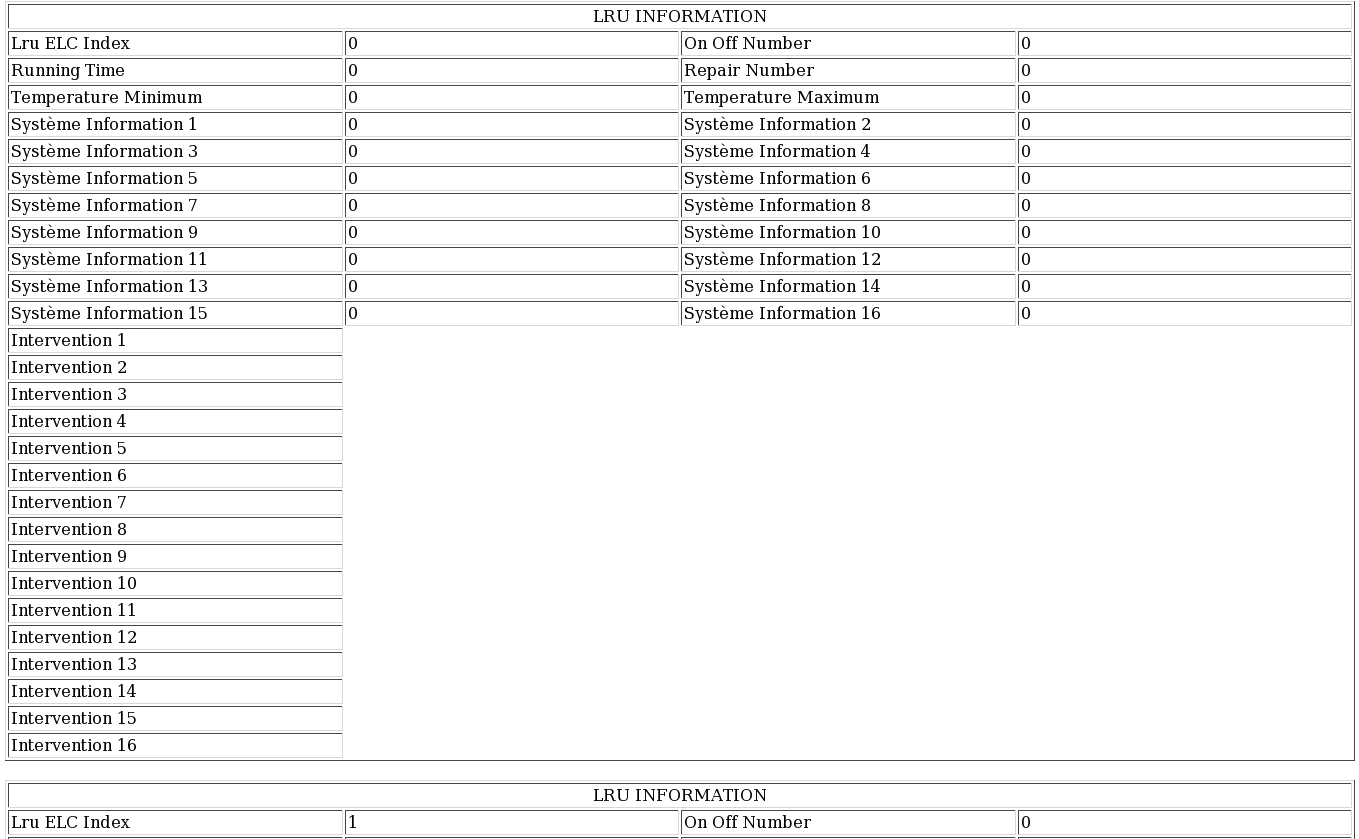 LRU INFORMATION
Lru ELC Index 0 On Off Number 0
Running Time 0 Repair Number 0
Temperature Minimum 0 Temperature Maximum 0
Système Information 1 0 Système Information 2 0
Système Information 3 0 Système Information 4 0
Système Information 5 0 Système Information 6 0
Système Information 7 0 Système Information 8 0
Système Information 9 0 Système Information 10 0
Système Information 11 0 Système Information 12 0
Système Information 13 0 Système Information 14 0
Système Information 15 0 Système Information 16 0
Intervention 1
Intervention 2
Intervention 3
Intervention 4
Intervention 5
Intervention 6
Intervention 7
Intervention 8
Intervention 9
Intervention 10
Intervention 11
Intervention 12
Intervention 13
Intervention 14
Intervention 15
Intervention 16
LRU INFORMATION
Lru ELC Index 1 On Off Number 0